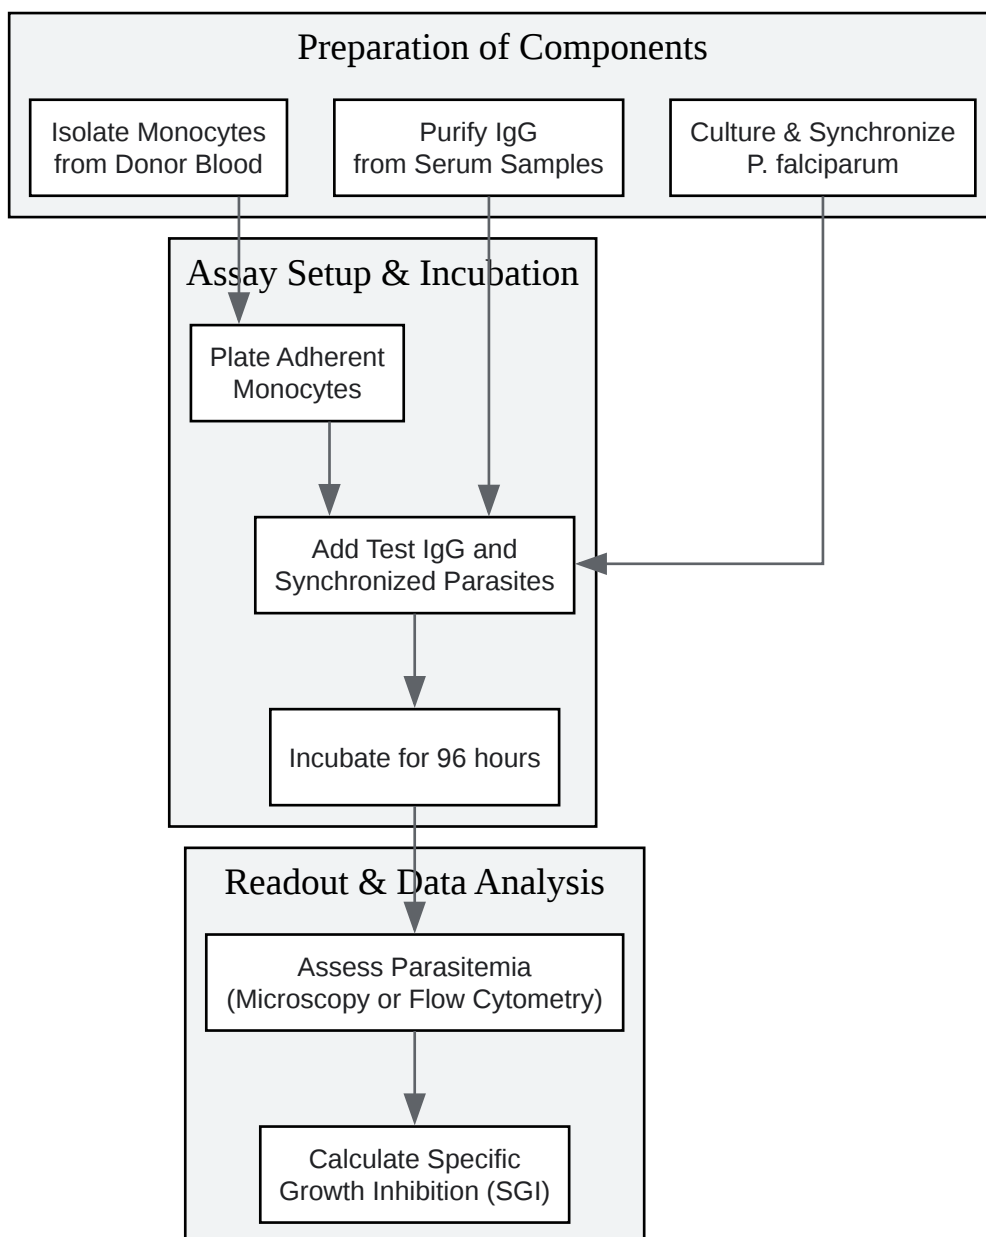 Preparation of Components
Isolate Monocytes
from Donor Blood
Purify IgG
from Serum Samples
Culture & Synchronize
P. falciparum
Assay Setup & Incubation
Plate Adherent
Monocytes
Add Test IgG and
Synchronized Parasites
Incubate for 96 hours
Readout & Data Analysis
Assess Parasitemia
(Microscopy or Flow Cytometry)
Calculate Specific
Growth Inhibition (SGI)